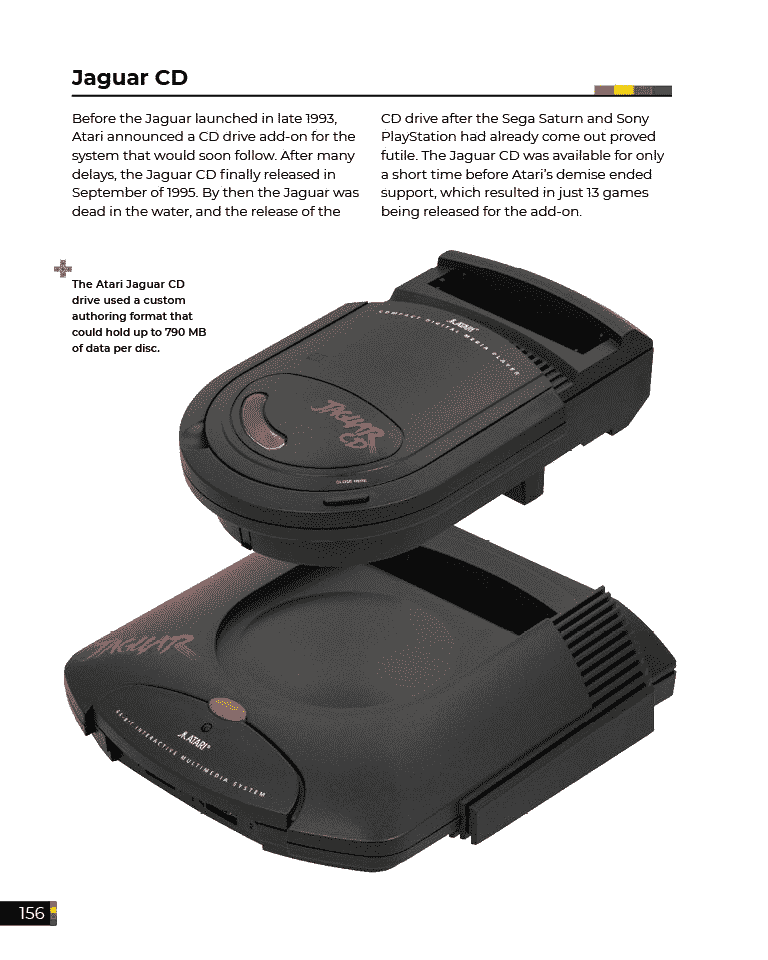 Jaguar CD
Before the Jaguar launched in late 1993,
Atari announced a CD drive add-on for the
system that would soon follow. After many
delays, the Jaguar CD finally released in
September of 1995. By then the Jaguar was
dead in the water, and the release of the
CD drive after the Sega Saturn and Sony
PlayStation had already come out proved
futile. The Jaguar CD was available for only
a short time before Atari’s demise ended
support, which resulted in just 13 games
being released for the add-on.
The Atari Jaguar CD
drive used a custom
authoring format that
could hold up to 790 MB
of data per disc.
ATARI®
COMPACT DIGITAL MEDIA PLAYER
JAGUAR
CD
JAGUAR
ATARI®
INTERACTIVE MULTIMEDIA SYSTEM
156